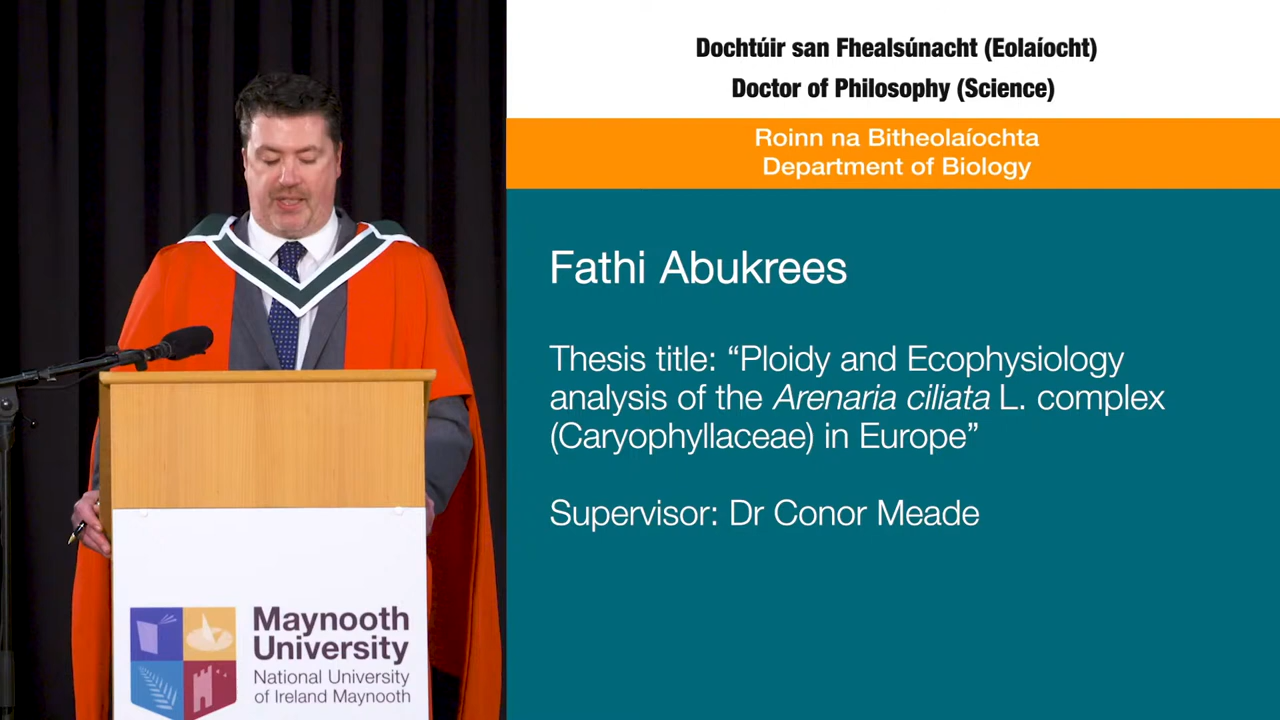 Dochtúir san Fhealsúnacht (Eolaíocht)
Doctor of Philosophy (Science)
Roinn na Bitheolaíochta
Department of Biology
Fathi Abukrees
Thesis title: “Ploidy and Ecophysiology
analysis of the Arenaria ciliata L. complex
(Caryophyllaceae) in Europe”
Supervisor: Dr Conor Meade
Maynooth
University
National University
of Ireland Maynooth